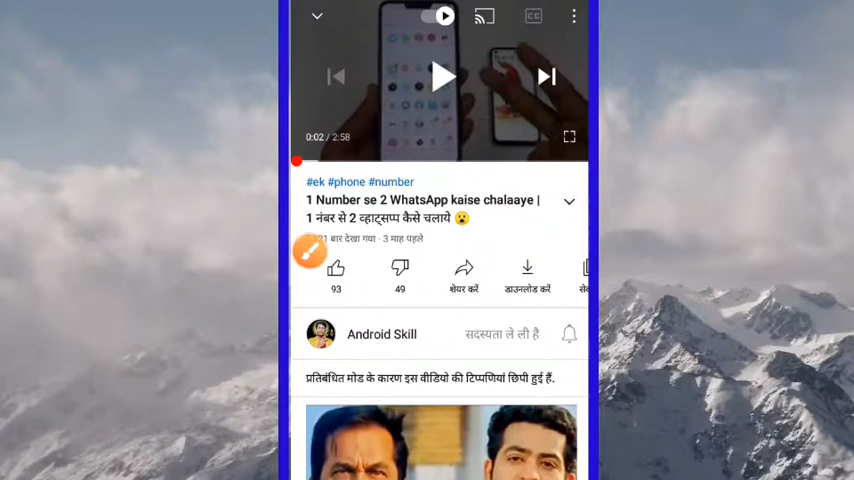 CC
0:02 / 2:58
#ek #phone #number
1 Number se 2 WhatsApp kaise chalaaye |
1 नंबर से 2 व्हाट्सप्प कैसे चलाये 😮
बार देखा गया · 3 माह पहले
93
49
शेयर करें
डाउनलोड करें
Android Skill
सदस्यता ले ली है
प्रतिबंधित मोड के कारण इस वीडियो की टिप्पणियां छिपी हुई हैं.